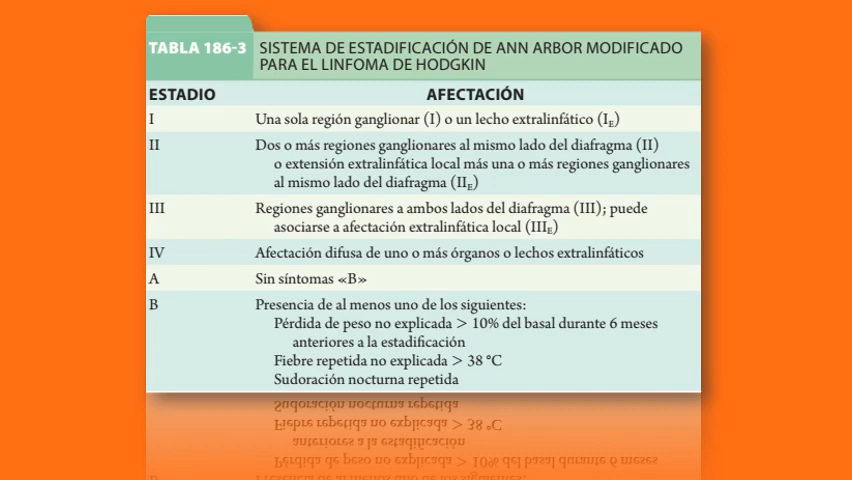 TABLA 186-3 SISTEMA DE ESTADIFICACIÓN DE ANN ARBOR MODIFICADO
PARA EL LINFOMA DE HODGKIN
ESTADIO AFECTACIÓN
I Una sola región ganglionar (I) o un lecho extralinfático (IE)
II Dos o más regiones ganglionares al mismo lado del diafragma (II)
o extensión extralinfática local más una o más regiones ganglionares
al mismo lado del diafragma (IIE)
III Regiones ganglionares a ambos lados del diafragma (III); puede
asociarse a afectación extralinfática local (IIIE)
IV Afectación difusa de uno o más órganos o lechos extralinfáticos
A Sin síntomas «B»
B Presencia de al menos uno de los siguientes:
Pérdida de peso no explicada > 10% del basal durante 6 meses
anteriores a la estadificación
Fiebre repetida no explicada > 38 °C
Sudoración nocturna repetida